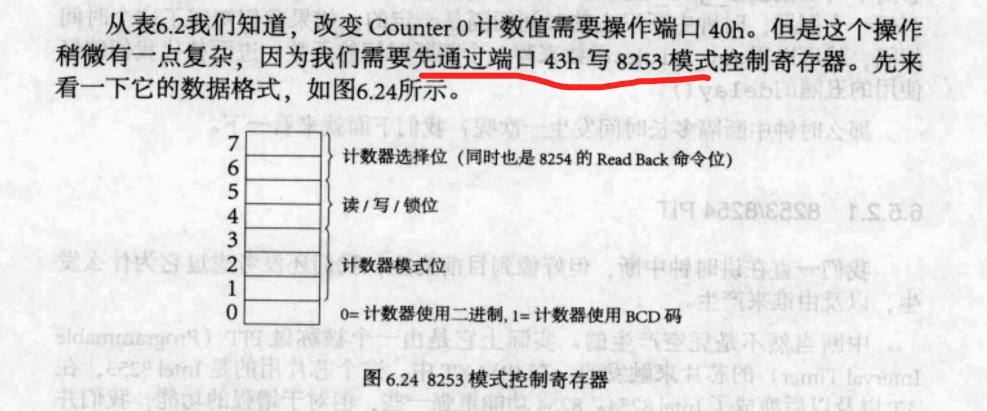 从表6.2我们知道，改变 Counter 0 计数值需要操作端口 40h。但是这个操作
稍微有一点复杂，因为我们需要先通过端口 43h 写 8253 模式控制寄存器。先来
看一下它的数据格式，如图6.24所示。
7
计数器选择位（同时也是 8254 的 Read Back 命令位）
6
5
读 / 写 / 锁位
4
3
2
计数器模式位
1
0
0= 计数器使用二进制, 1= 计数器使用 BCD 码
图 6.24 8253 模式控制寄存器
6.5.2.1 8253/8254 PIT